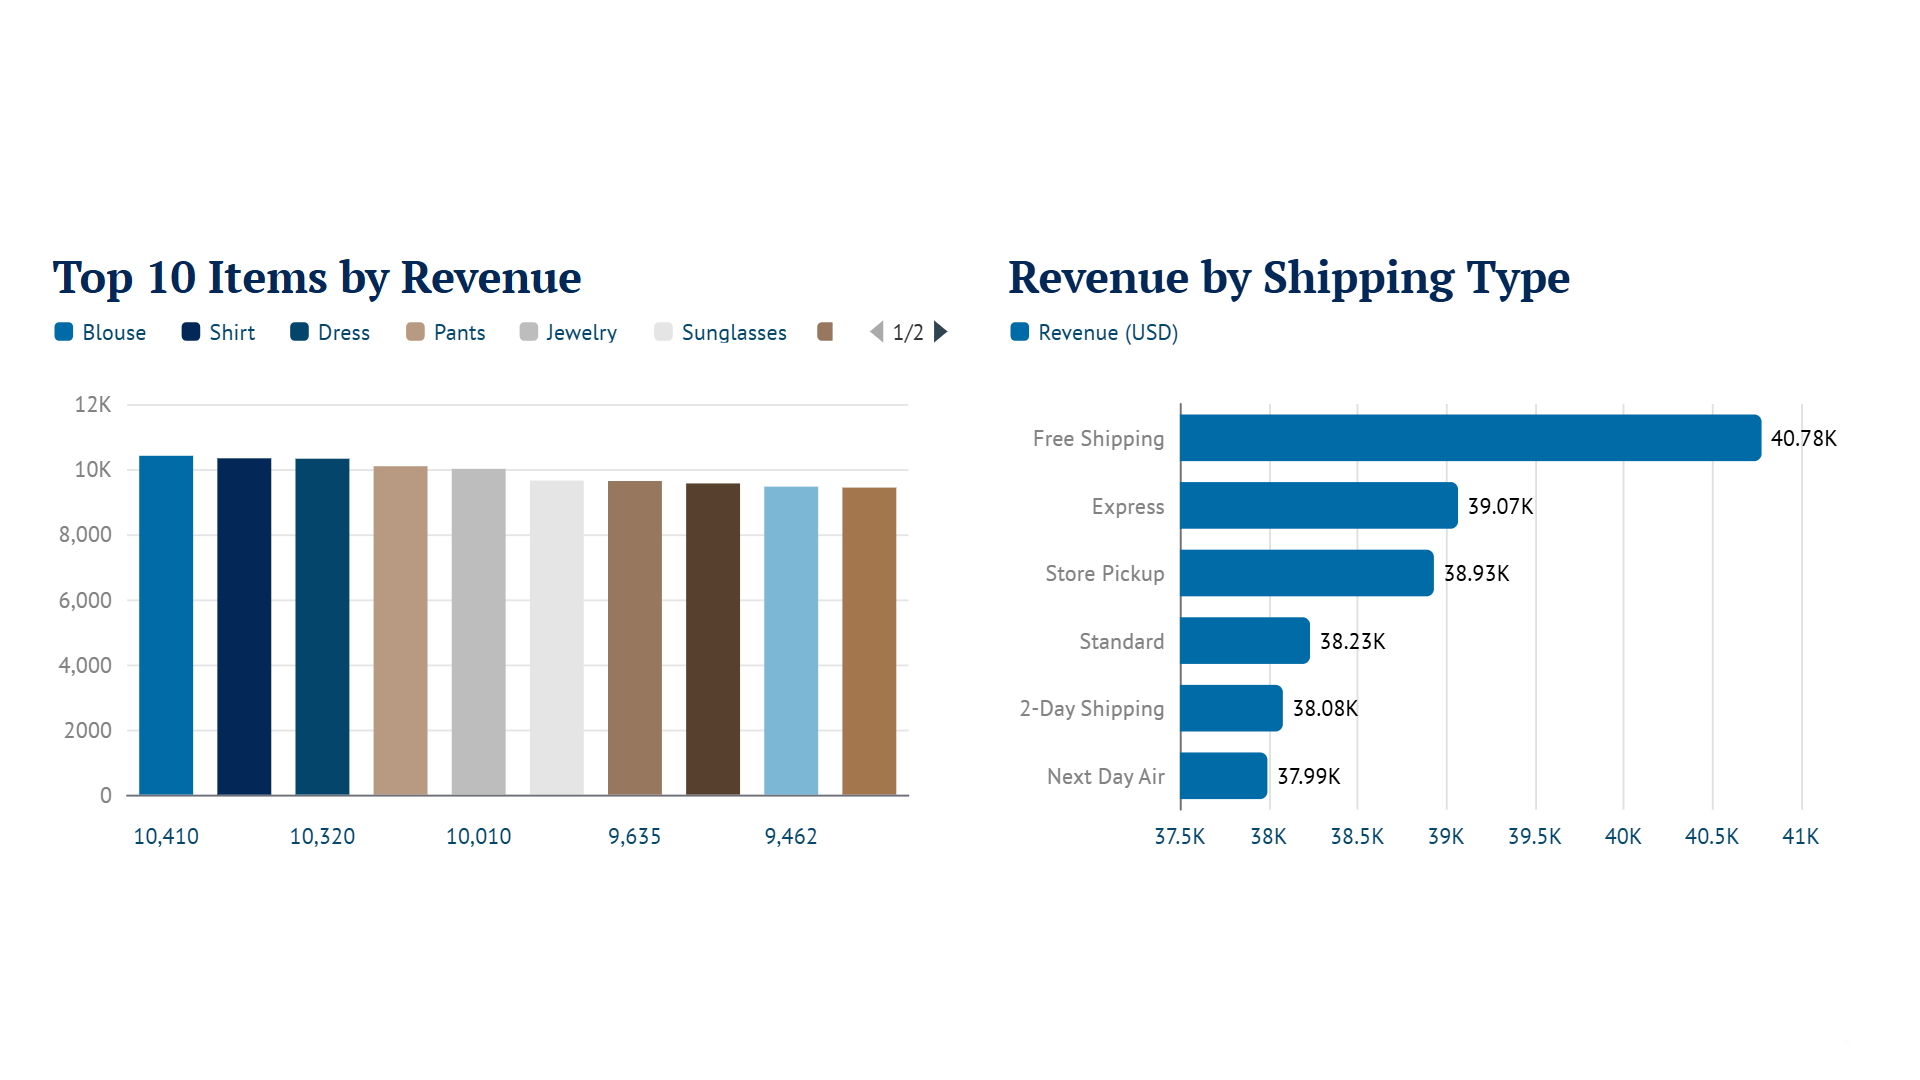 Top 10 Items by Revenue
Blouse Shirt Dress Pants Jewelry Sunglasses 1/2
12K
10K
8,000
6,000
4,000
2000
0
10,410 10,320 10,010 9,635 9,462
Revenue by Shipping Type
Revenue (USD)
Free Shipping 40.78K
Express 39.07K
Store Pickup 38.93K
Standard 38.23K
2-Day Shipping 38.08K
Next Day Air 37.99K
37.5K 38K 38.5K 39K 39.5K 40K 40.5K 41K